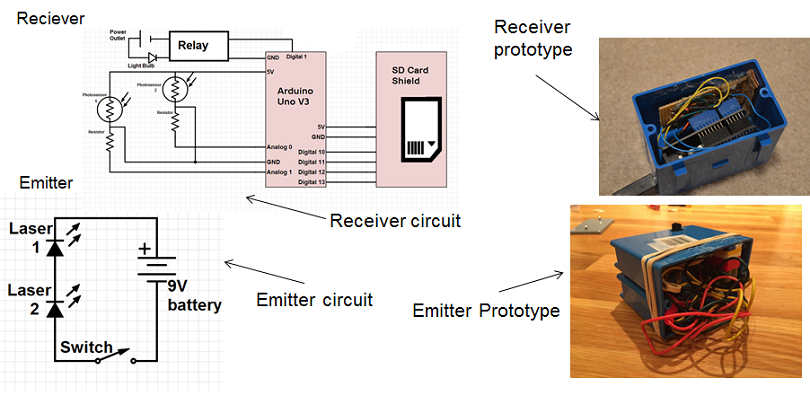 Reciever
Receiver
prototype
Power
Outlet
Relay
Light Bulb
Digital 1
GND
5V
Photosensor
1
Photosensor
2
Resistor
Resistor
Arduino
Uno V3
SD Card
Shield
5V
GND
Analog 0
Digital 10
GND
Digital 11
Analog 1
Digital 12
Digital 13
Emitter
Receiver circuit
Laser
1
+
9V
battery
Laser
2
Switch
Emitter circuit
Emitter Prototype